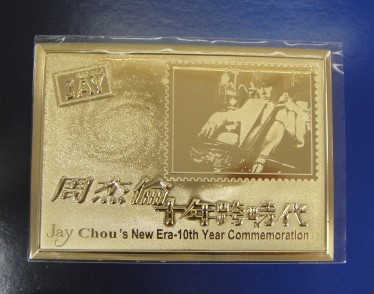 JAY
周杰倫
十年跨時代
Jay Chou's New Era-10th Year Commemoration